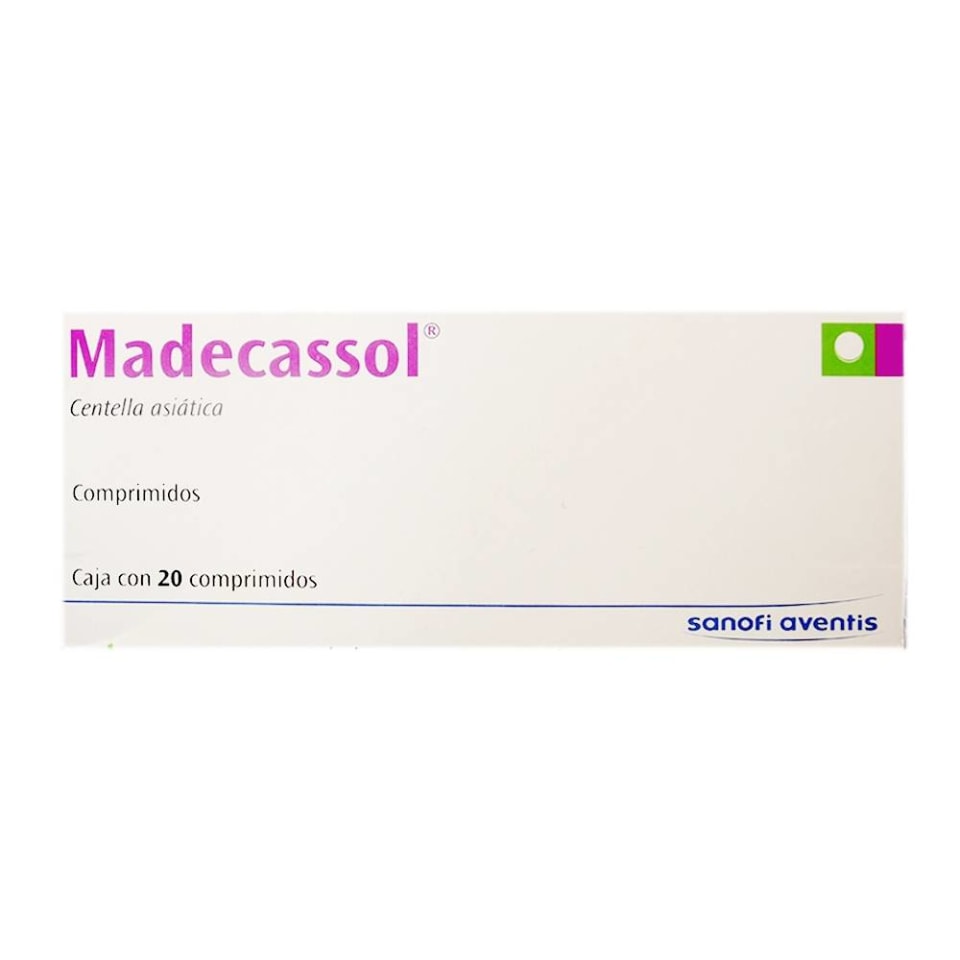 Madecassol®
Centella asiática
Comprimidos
Caja con 20 comprimidos
sanofi aventis